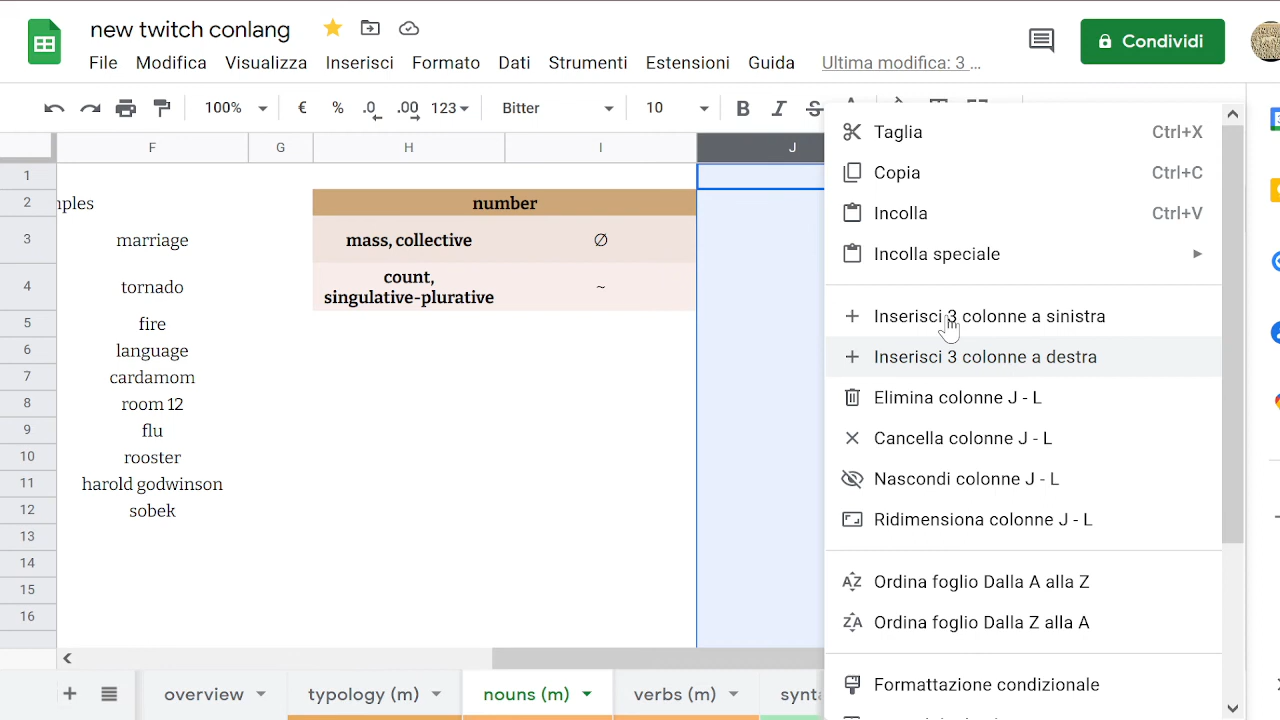 new twitch conlang
File Modifica Visualizza Inserisci Formato Dati Strumenti Estensioni Guida Ultima modifica: 3 ...
Condividi
100% € % .0 .00 123 Bitter 10 B I S
F G H I J
1
2 number
3 marriage mass, collective ∅
4 tornado count, singulative-plurative ~
5 fire
6 language
7 cardamom
8 room 12
9 flu
10 rooster
11 harold godwinson
12 sobek
13
14
15
16
Taglia Ctrl+X
Copia Ctrl+C
Incolla Ctrl+V
Incolla speciale
Inserisci 3 colonne a sinistra
Inserisci 3 colonne a destra
Elimina colonne J - L
Cancella colonne J - L
Nascondi colonne J - L
Ridimensiona colonne J - L
Ordina foglio Dalla A alla Z
Ordina foglio Dalla Z alla A
Formattazione condizionale
overview typology (m) nouns (m) verbs (m)